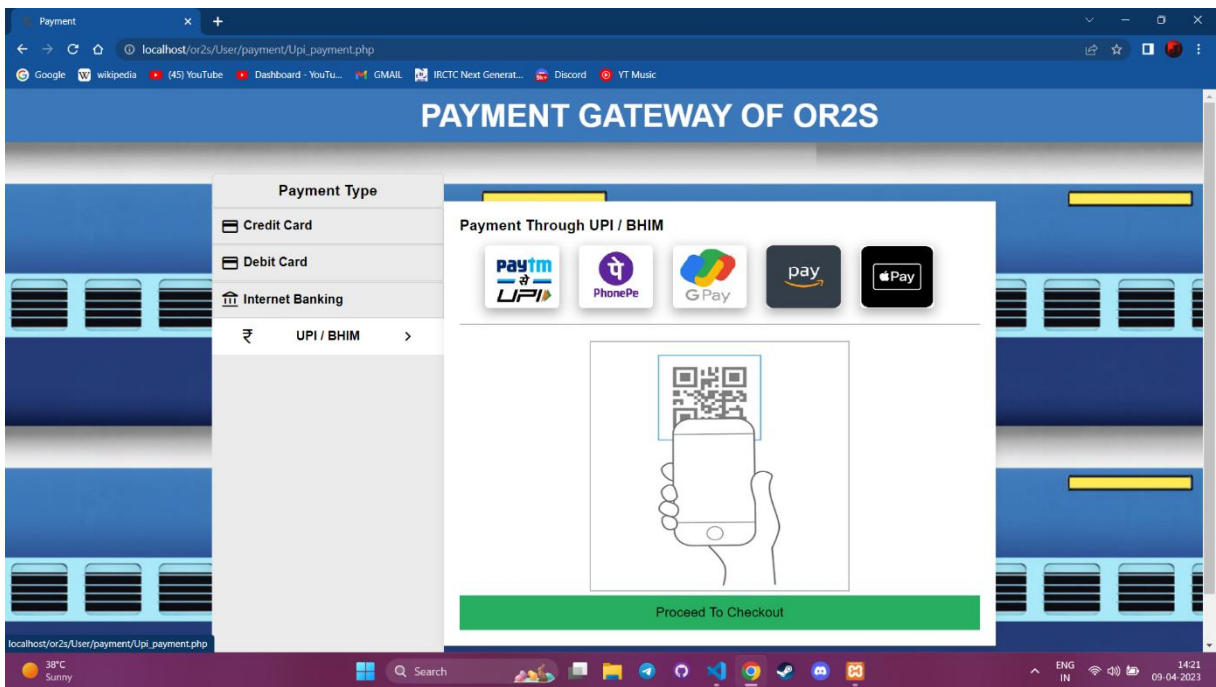 Payment
localhost/or2s/User/payment/Upi_payment.php
Google
wikipedia
(45) YouTube
Dashboard - YouTu...
GMAIL
IRCTC Next Generat...
Discord
YT Music
PAYMENT GATEWAY OF OR2S
Payment Type
Credit Card
Debit Card
Internet Banking
₹ UPI / BHIM >
Payment Through UPI / BHIM
paytm
से
UPI
पे
PhonePe
G Pay
pay
Pay
Proceed To Checkout
localhost/or2s/User/payment/Upi_payment.php
38°C
Sunny
Search
ENG
IN
14:21
09-04-2023